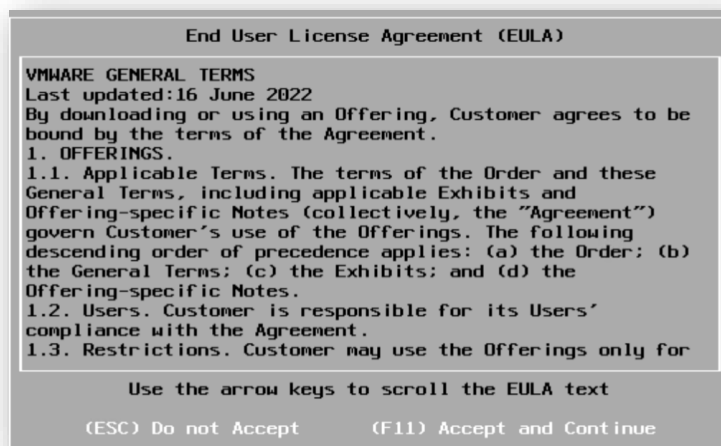 End User License Agreement (EULA)
VMWARE GENERAL TERMS
Last updated:16 June 2022
By downloading or using an Offering, Customer agrees to be
bound by the terms of the Agreement.
1. OFFERINGS.
1.1. Applicable Terms. The terms of the Order and these
General Terms, including applicable Exhibits and
Offering-specific Notes (collectively, the "Agreement")
govern Customer's use of the Offerings. The following
descending order of precedence applies: (a) the Order; (b)
the General Terms; (c) the Exhibits; and (d) the
Offering-specific Notes.
1.2. Users. Customer is responsible for its Users'
compliance with the Agreement.
1.3. Restrictions. Customer may use the Offerings only for
Use the arrow keys to scroll the EULA text
(ESC) Do not Accept (F11) Accept and Continue